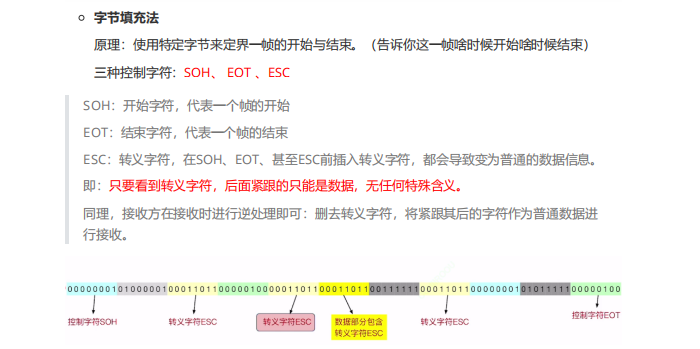 字节填充法
原理：使用特定字节来定界一帧的开始与结束。（告诉你这一帧啥时候开始啥时候结束）
三种控制字符：SOH、 EOT 、ESC
SOH：开始字符，代表一个帧的开始
EOT：结束字符，代表一个帧的结束
ESC：转义字符，在SOH、EOT、甚至ESC前插入转义字符，都会导致变为普通的数据信息。
即：只要看到转义字符，后面紧跟的只能是数据，无任何特殊含义。
同理，接收方在接收时进行逆处理即可：删去转义字符，将紧跟其后的字符作为普通数据进
行接收。
00000001 01000001 00011011 00000100 00011011 00011011 00111111 00011011 00000001 01011111 00000100
控制字符SOH 转义字符ESC 转义字符ESC 数据部分包含 转义字符ESC 控制字符EOT
转义字符ESC